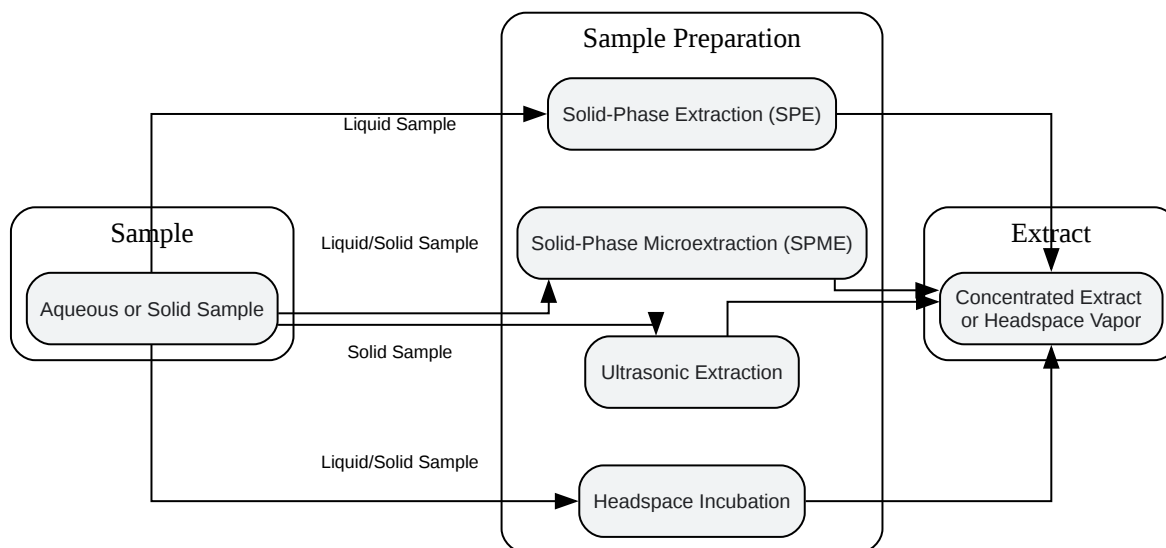 Sample Preparation
Solid-Phase Extraction (SPE)
Liquid Sample
Sample
Liquid/Solid Sample
Solid-Phase Microextraction (SPME)
Extract
Aqueous or Solid Sample
Concentrated Extract
or Headspace Vapor
Solid Sample
Ultrasonic Extraction
Liquid/Solid Sample
Headspace Incubation